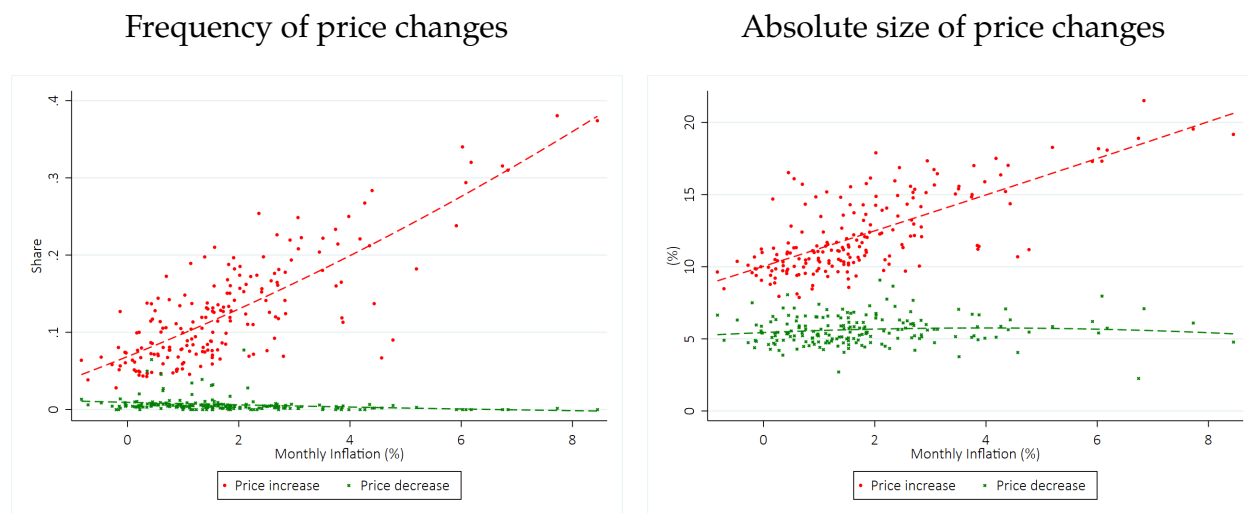 Frequency of price changes
Absolute size of price changes
.4
.3
.2
.1
0
Share
0 2 4 6 8
Monthly Inflation (%)
Price increase Price decrease
20
15
10
5
0
(%)
0 2 4 6 8
Monthly Inflation (%)
Price increase Price decrease